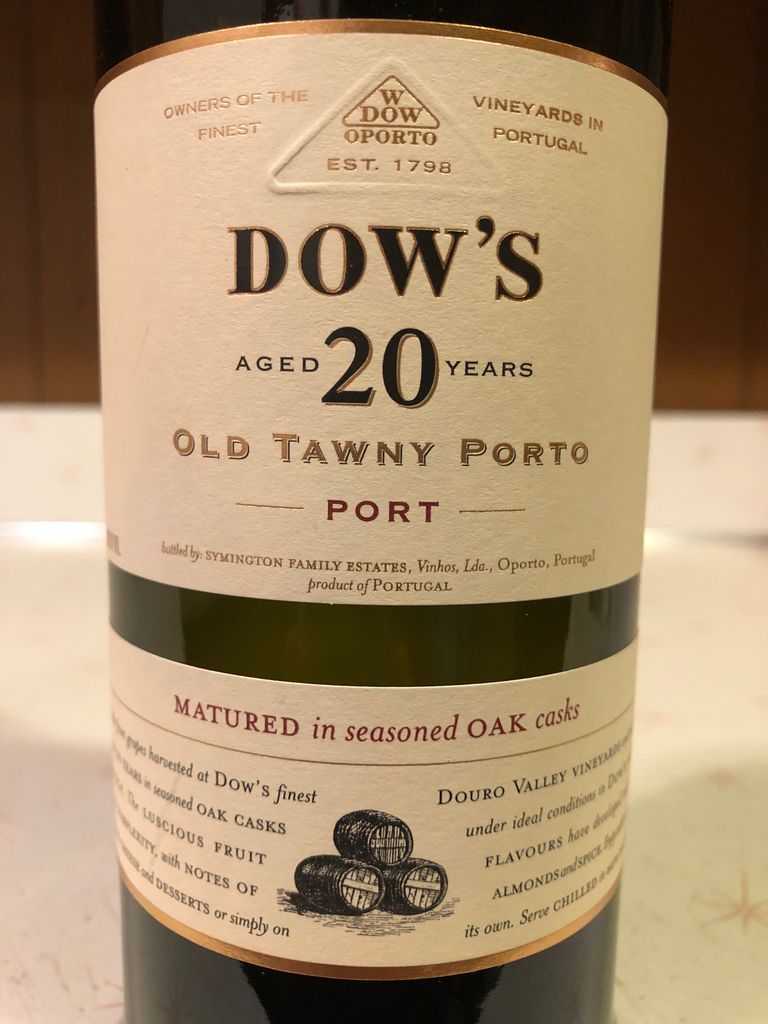 OWNERS OF THE
FINEST
W
DOW
OPORTO
EST. 1798
VINEYARDS IN
PORTUGAL
DOW'S
AGED 20 YEARS
OLD TAWNY PORTO
PORT
bottled by: SYMINGTON FAMILY ESTATES, Vinhos, Lda., Oporto, Portugal
product of PORTUGAL
MATURED in seasoned OAK casks
grapes harvested at DOW'S finest
in seasoned OAK CASKS
The LUSCIOUS FRUIT
with NOTES OF
and DESSERTS or simply on
DOURO VALLEY VINEYARDS
under ideal conditions in
FLAVOURS have
ALMONDS and SPICE.
its own. Serve CHILLED